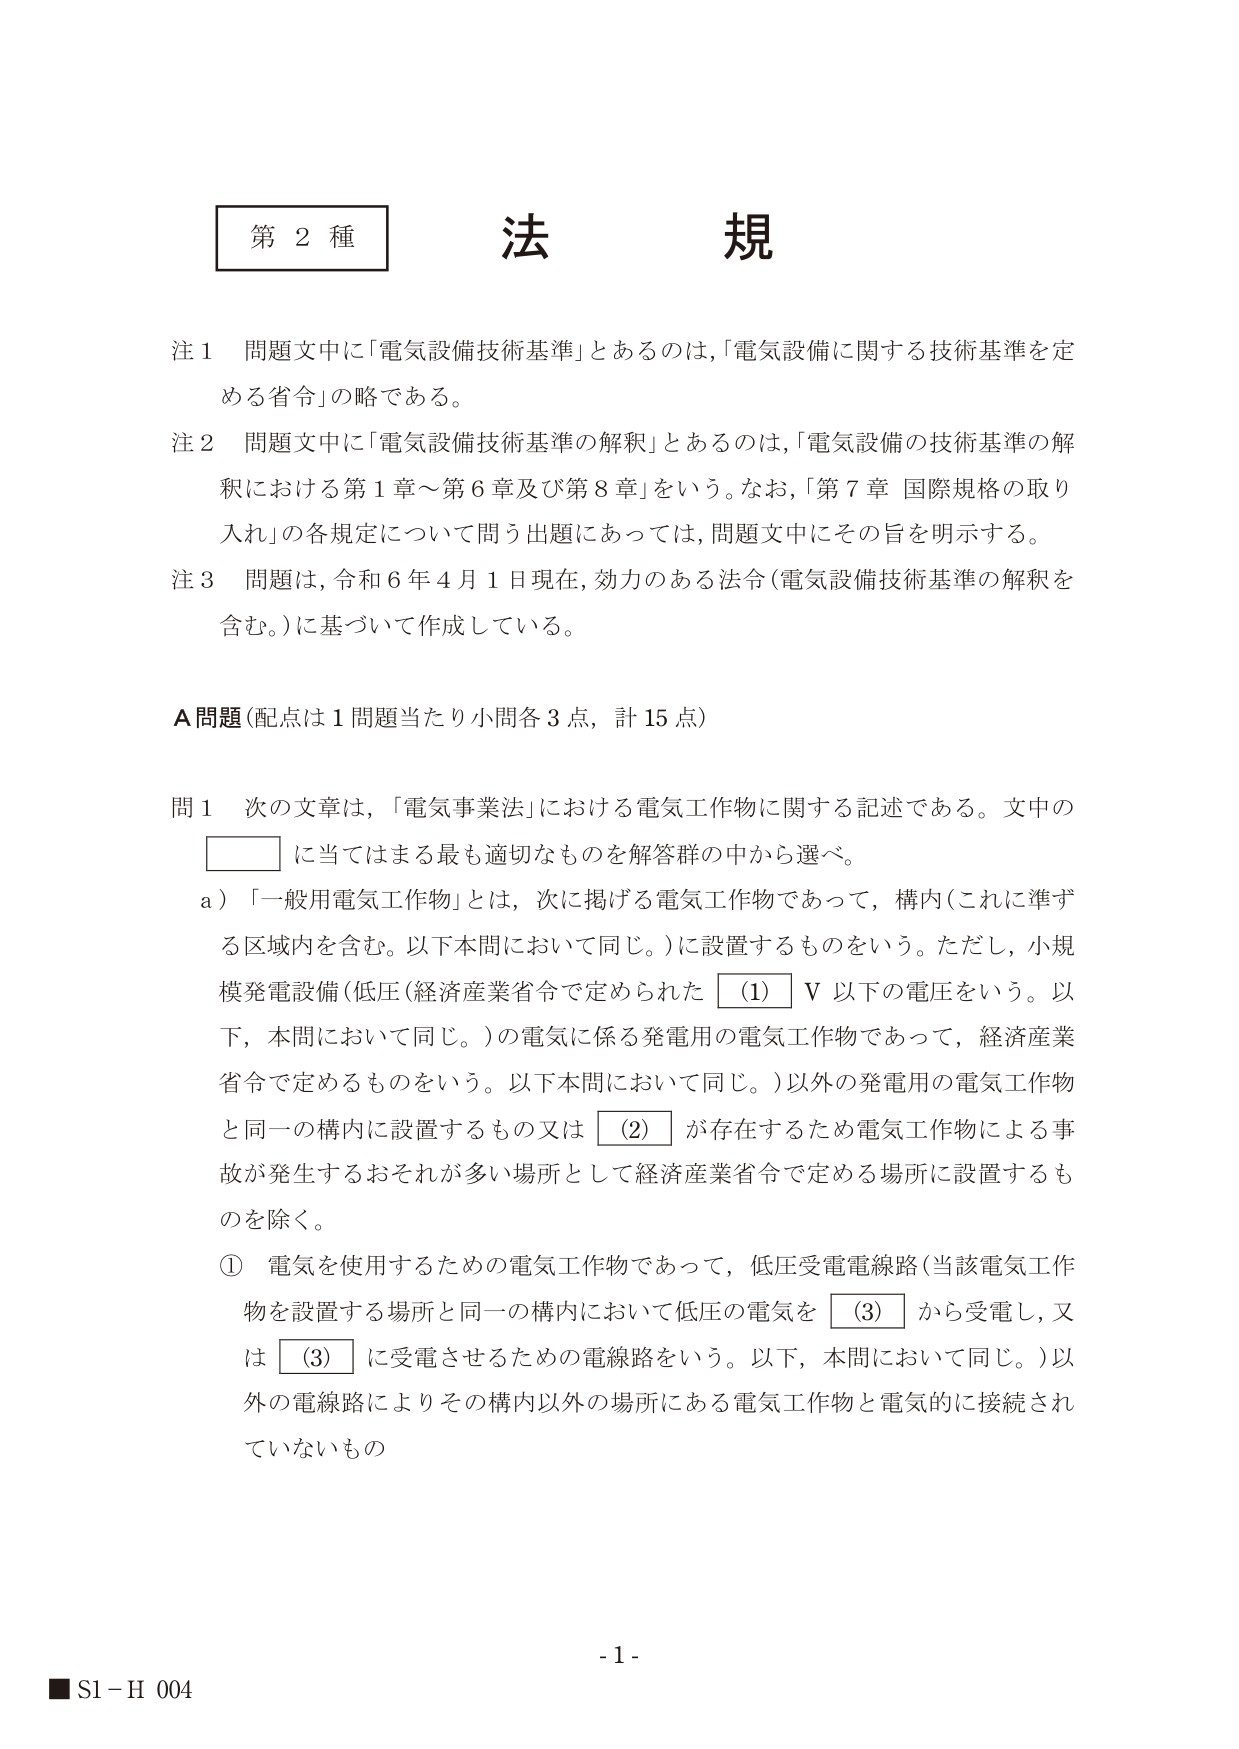 第 2 種 法 規
注1 問題文中に「電気設備技術基準」とあるのは,「電気設備に関する技術基準を定
める省令」の略である。
注2 問題文中に「電気設備技術基準の解釈」とあるのは,「電気設備の技術基準の解
釈における第1章~第6章及び第8章」をいう。なお,「第7章 国際規格の取り
入れ」の各規定について問う出題にあっては,問題文中にその旨を明示する。
注3 問題は,令和6年4月1日現在,効力のある法令(電気設備技術基準の解釈を
含む。)に基づいて作成している。
A問題(配点は1問題当たり小問各3点,計15点)
問1 次の文章は,「電気事業法」における電気工作物に関する記述である。文中の
に当てはまる最も適切なものを解答群の中から選べ。
a)「一般用電気工作物」とは,次に掲げる電気工作物であって,構内(これに準ず
る区域内を含む。以下本問において同じ。)に設置するものをいう。ただし,小規
模発電設備(低圧(経済産業省令で定められた (1) V 以下の電圧をいう。以
下,本問において同じ。)の電気に係る発電用の電気工作物であって,経済産業
省令で定めるものをいう。以下本問において同じ。)以外の発電用の電気工作物
と同一の構内に設置するもの又は (2) が存在するため電気工作物による事
故が発生するおそれが多い場所として経済産業省令で定める場所に設置するも
のを除く。
① 電気を使用するための電気工作物であって,低圧受電電線路(当該電気工作
物を設置する場所と同一の構内において低圧の電気を (3) から受電し,又
は (3) に受電させるための電線路をいう。以下,本問において同じ。)以
外の電線路によりその構内以外の場所にある電気工作物と電気的に接続され
ていないもの
- 1 -
■ S1-H 004